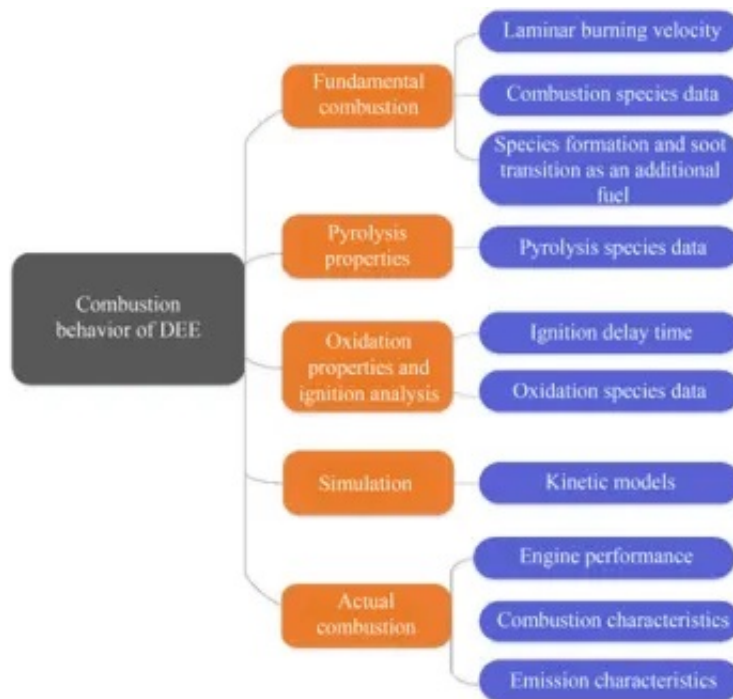 Combustion
behavior of DEE
Fundamental
combustion
Laminar burning velocity
Combustion species data
Species formation and soot
transition as an additional
fuel
Pyrolysis
properties
Pyrolysis species data
Oxidation
properties and
ignition analysis
Ignition delay time
Oxidation species data
Simulation
Kinetic models
Actual
combustion
Engine performance
Combustion characteristics
Emission characteristics